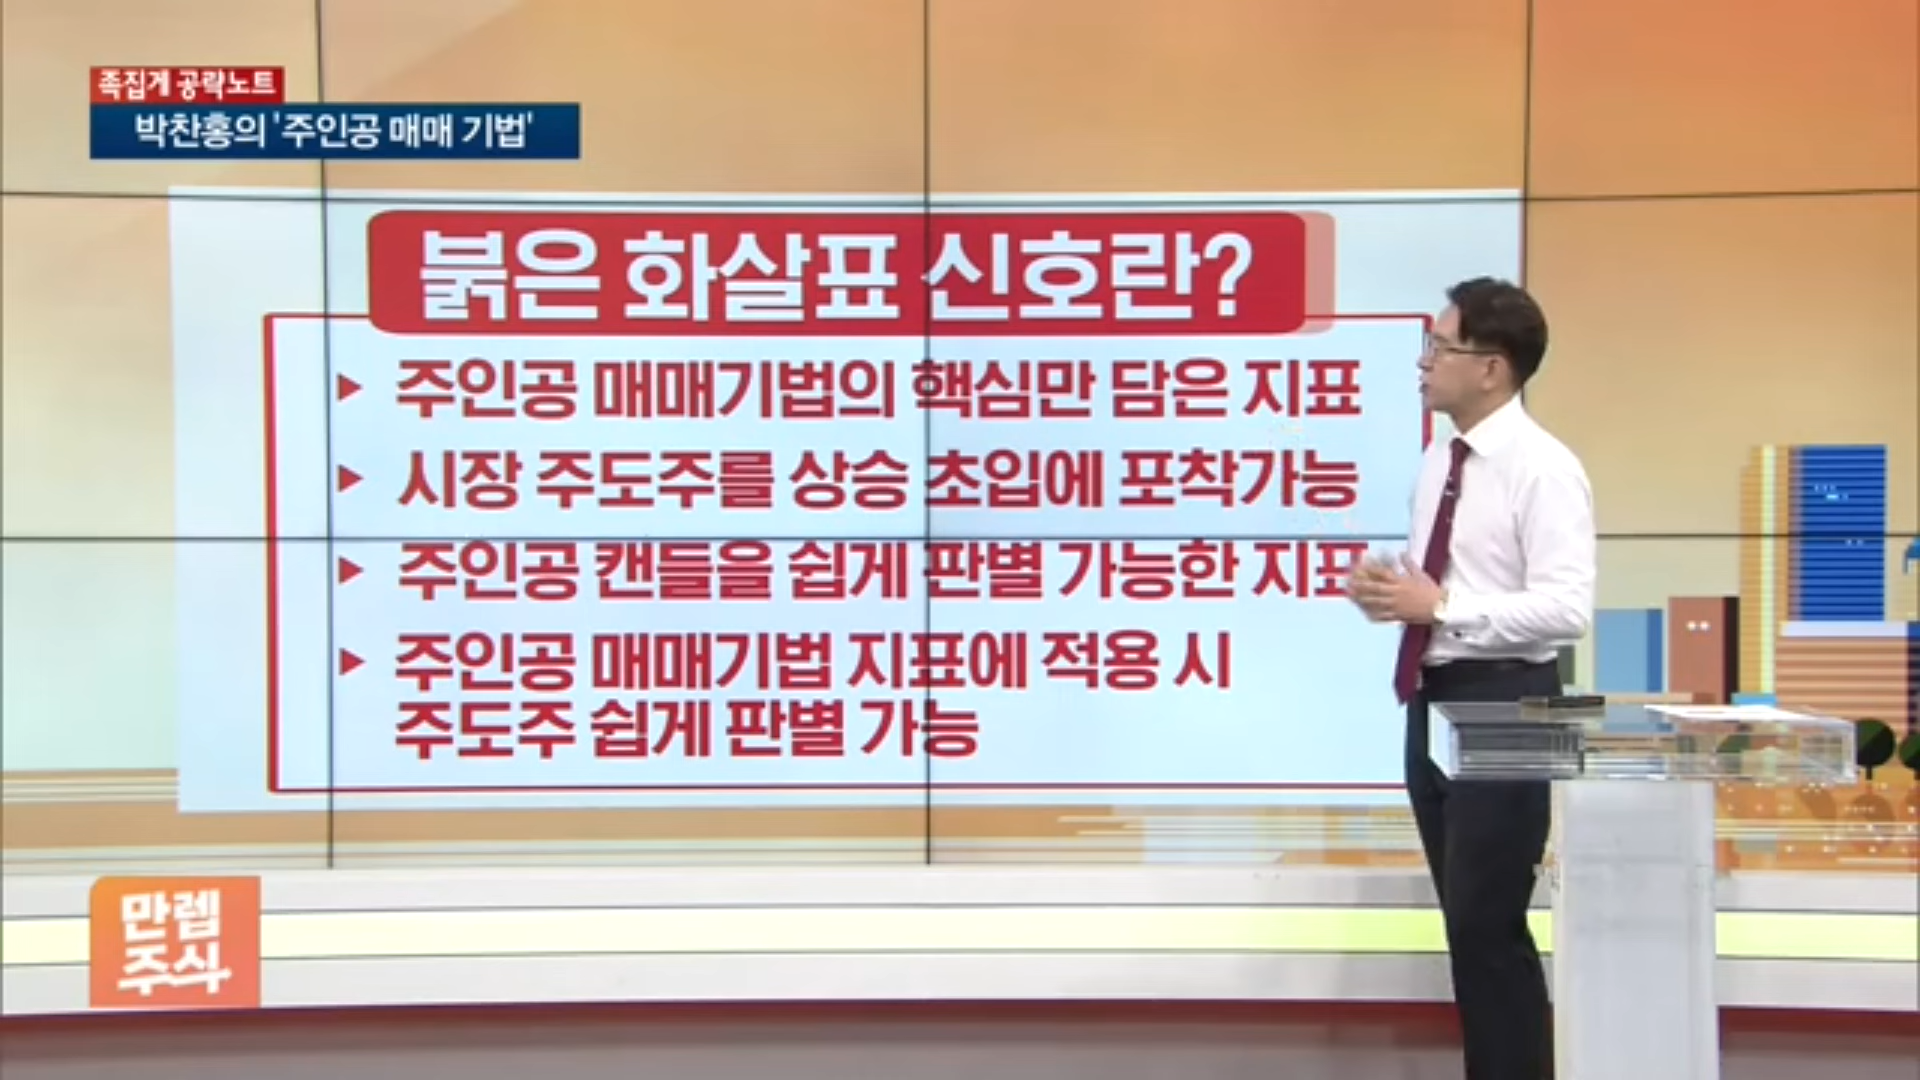 족집게 공략노트
박찬홍의 '주인공 매매 기법'
붉은 화살표 신호란?
▶ 주인공 매매기법의 핵심만 담은 지표
▶ 시장 주도주를 상승 초입에 포착가능
▶ 주인공 캔들을 쉽게 판별 가능한 지표
▶ 주인공 매매기법 지표에 적용 시
주도주 쉽게 판별 가능
만렙
주식